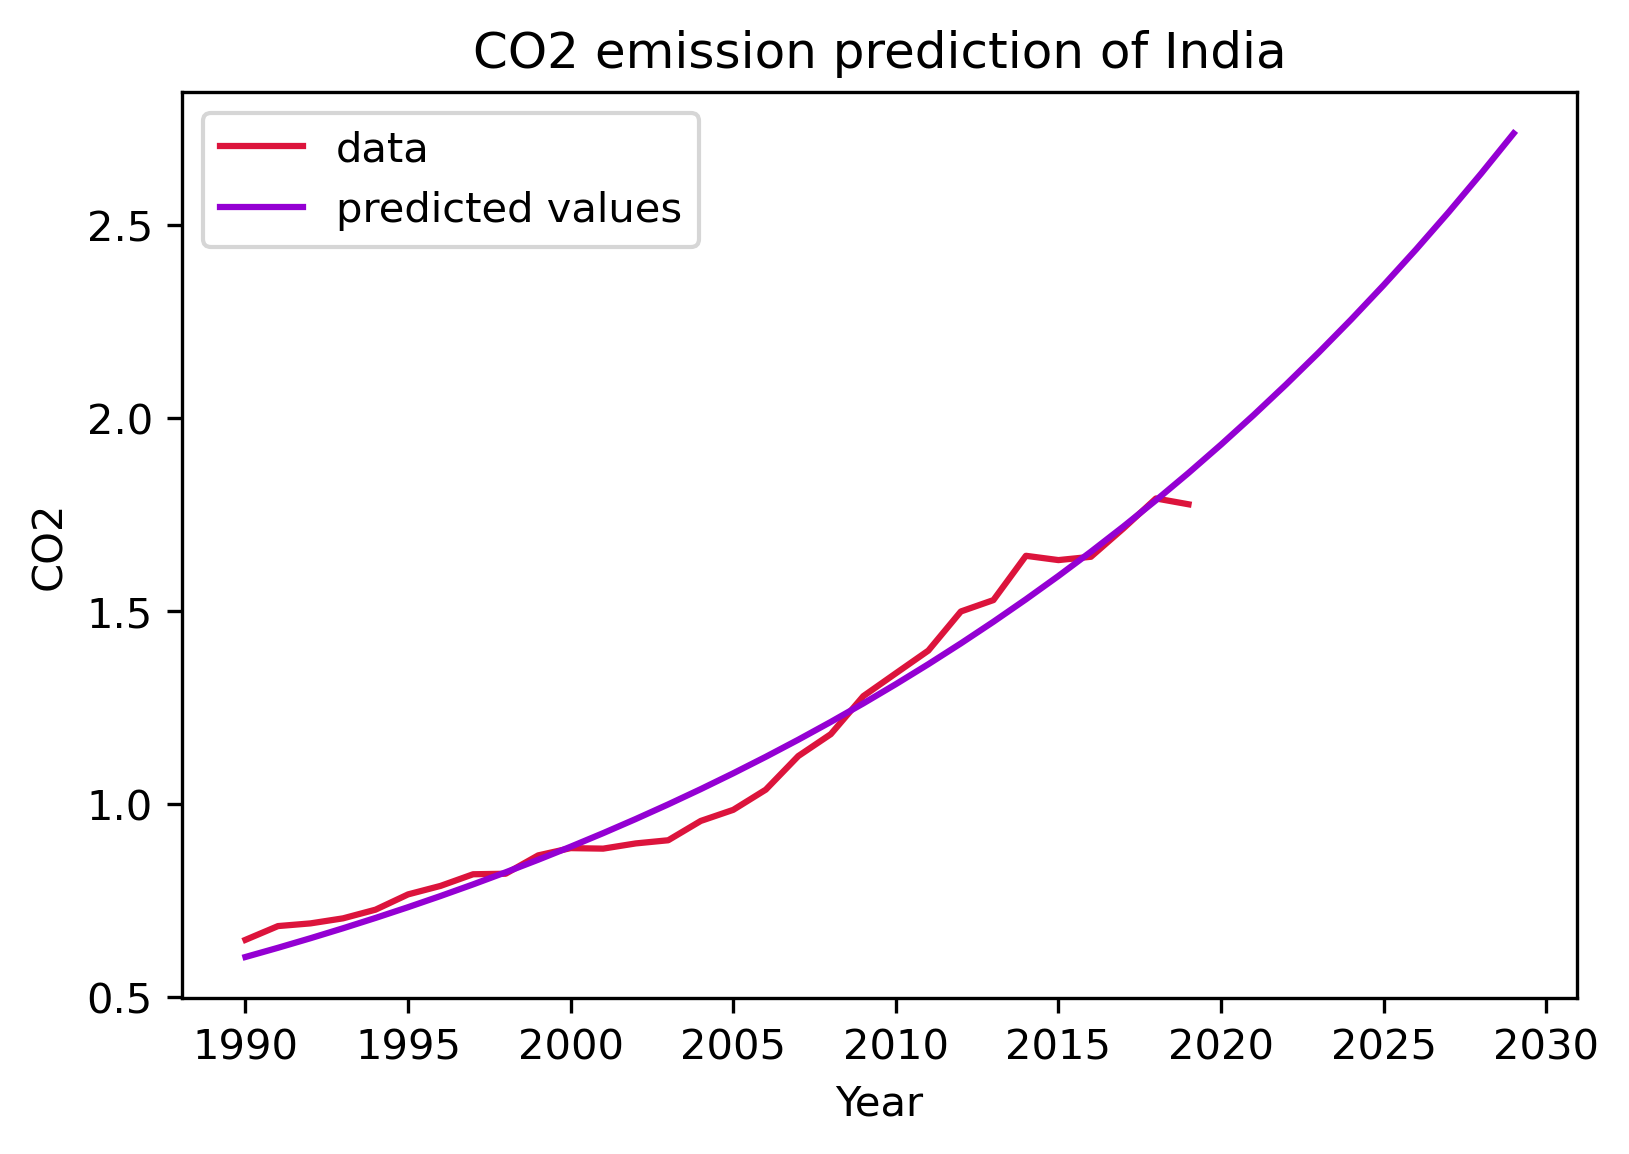 CO2 emission prediction of India
data
predicted values
2.5
2.0
1.5
1.0
0.5
CO2
1990 1995 2000 2005 2010 2015 2020 2025 2030
Year